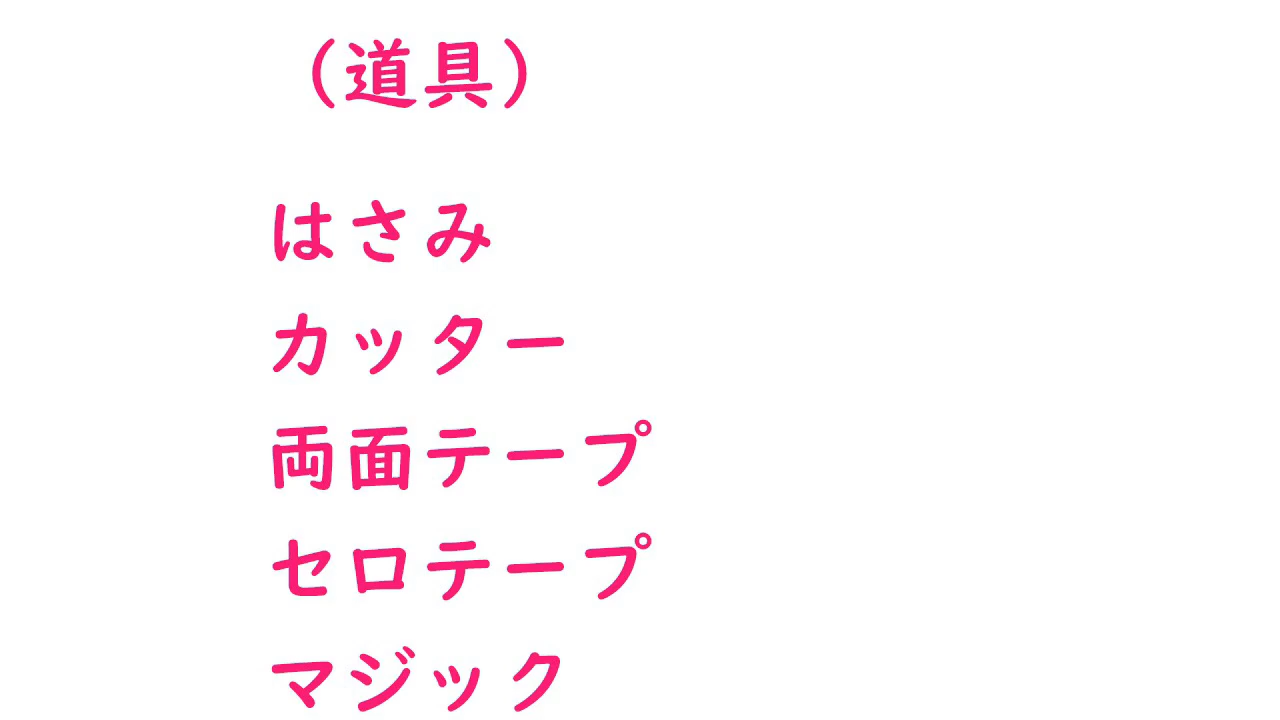 （道具）
はさみ
カッター
両面テープ
セロテープ
マジック